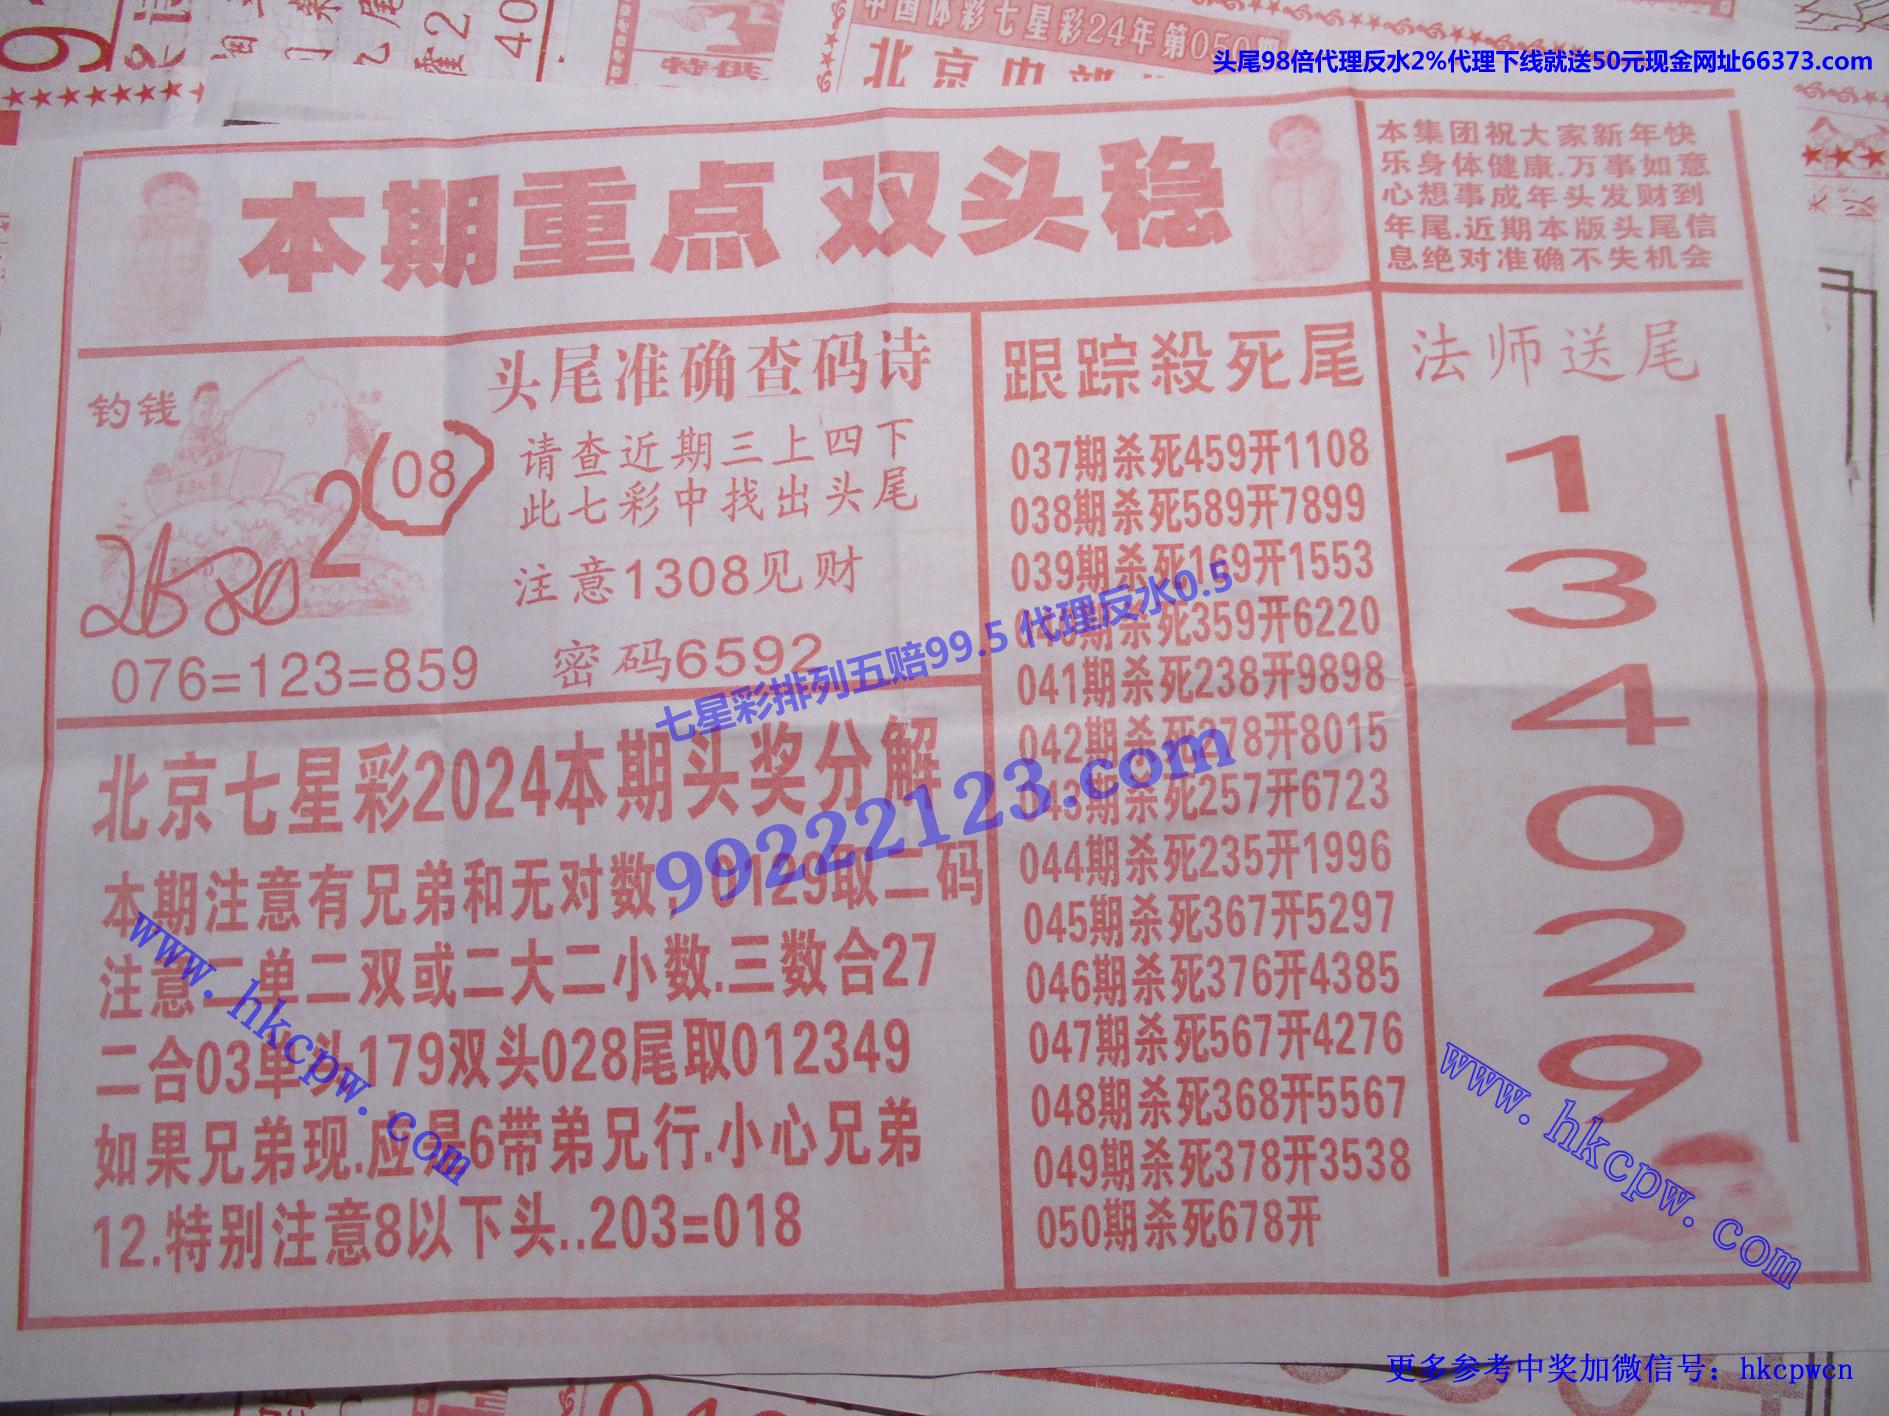 中国体彩七星彩24年第050期
特供
头尾98倍代理反水2%代理下线就送50元现金网址66373.com
本期重点 双头稳
本集团祝大家新年快
乐身体健康.万事如意
心想事成年头发财到
年尾.近期本版头尾信
息绝对准确不失机会
钓钱
2(08)
2580
076=123=859
头尾准确查码诗
请查近期三上四下
此七彩中找出头尾
注意1308见财
密码6592
跟踪殺死尾
037期杀死459开1108
038期杀死589开7899
039期杀死169开1553
040期杀死359开6220
041期杀死238开9898
042期杀死278开8015
043期杀死257开6723
044期杀死235开1996
045期杀死367开5297
046期杀死376开4385
047期杀死567开4276
048期杀死368开5567
049期杀死378开3538
050期杀死678开
法师送尾
1
3
4
0
2
9
北京七星彩2024本期头奖分解
本期注意有兄弟和无对数，0129取二码
注意二单二双或二大二小数.三数合27
二合03单头179双头028尾取012349
如果兄弟现.应是6带弟兄行.小心兄弟
12.特别注意8以下头..203=018
七星彩排列五赔99.5 代理反水0.5
99222123.com
www.hkcpw.com
www.hkcpw.com
更多参考中奖加微信号：hkcpwcn